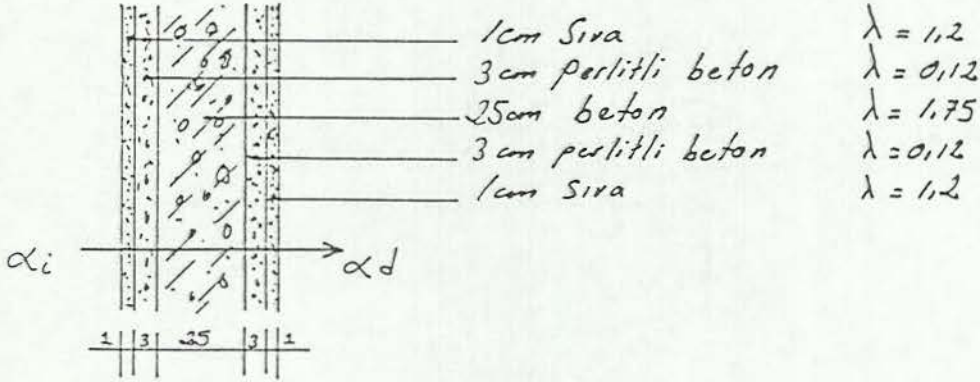 1cm Sıva λ = 1,2
3cm perlitli beton λ = 0,12
25cm beton λ = 1.75
3 cm perlitli beton λ = 0,12
1cm Sıva λ = 1,2
αi αd
1 3 25 3 1